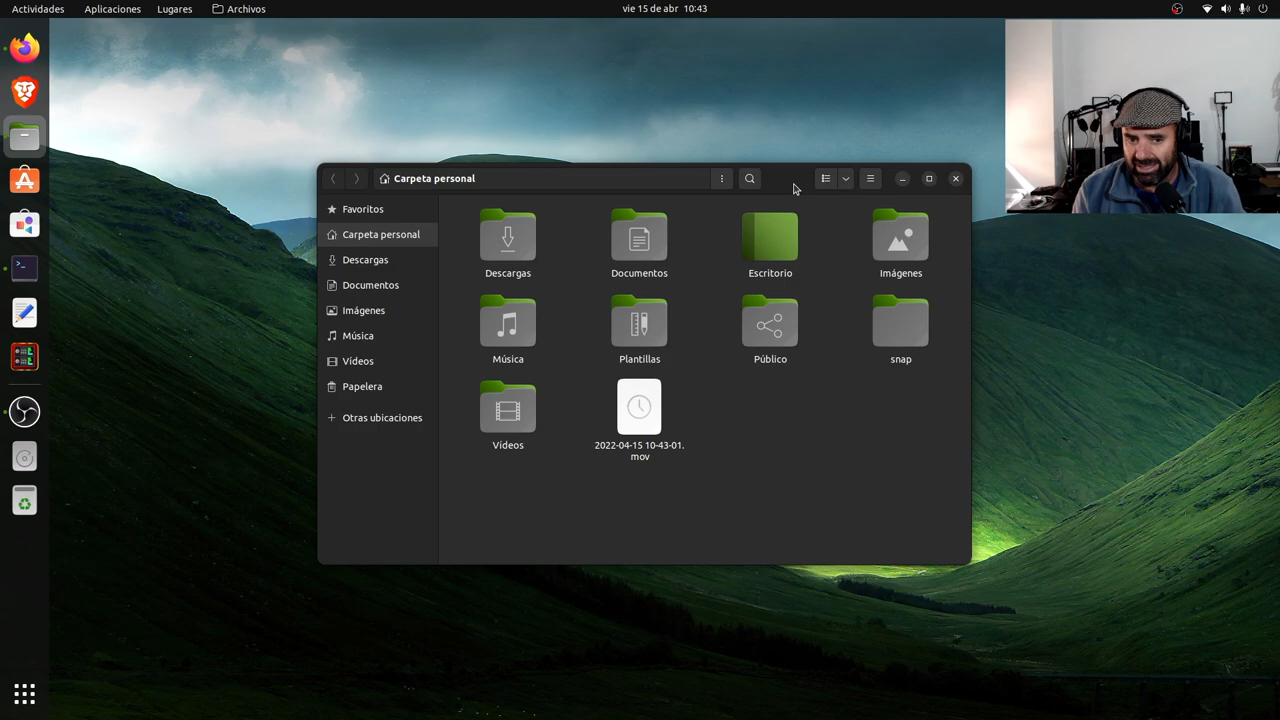 Actividades Aplicaciones Lugares Archivos vie 15 de abr 10:43
Carpeta personal
Favoritos
Carpeta personal
Descargas
Documentos
Imágenes
Música
Vídeos
Papelera
Otras ubicaciones
Descargas Documentos Escritorio Imágenes
Música Plantillas Público snap
Vídeos 2022-04-15 10-43-01.
mov